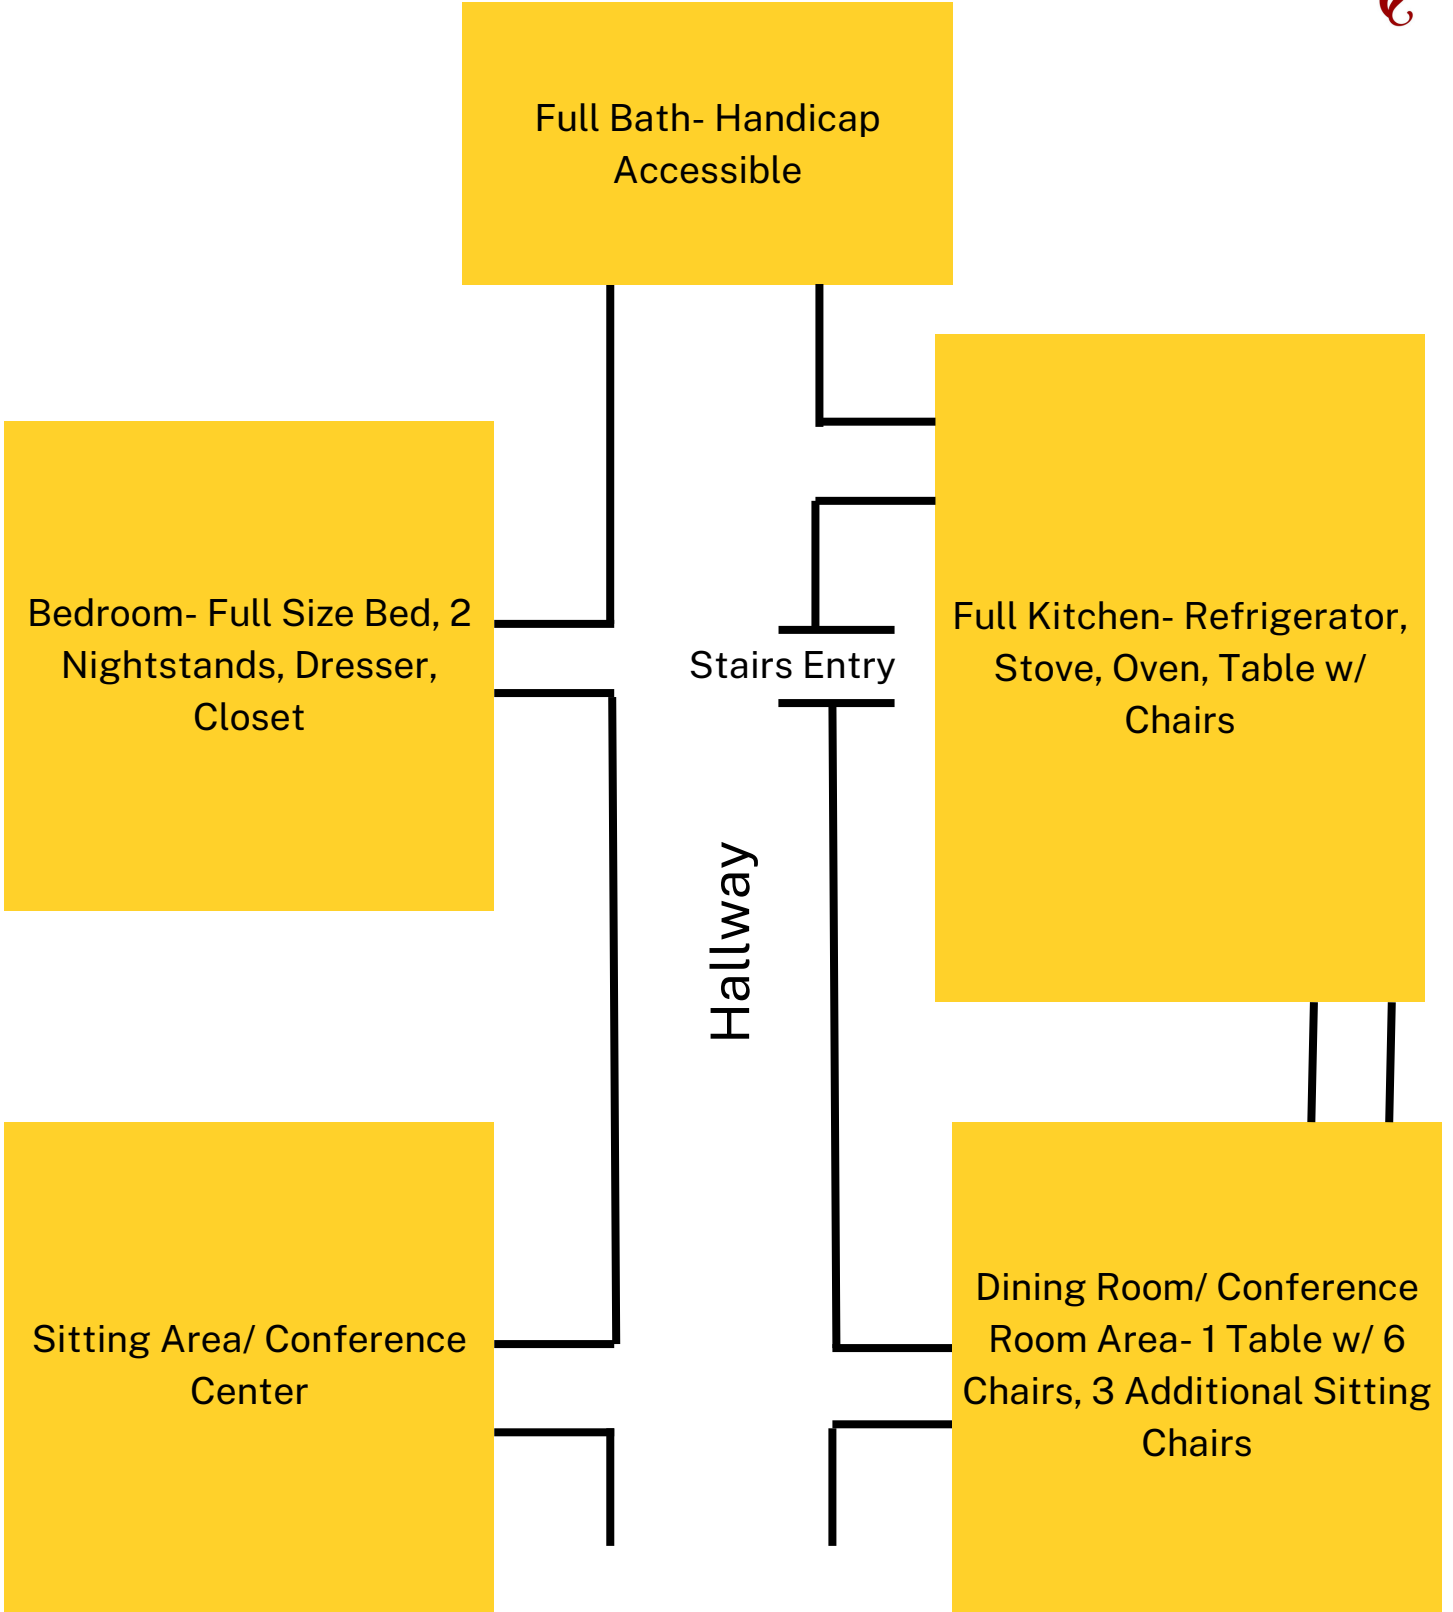 Full Bath- Handicap
Accessible
Bedroom- Full Size Bed, 2
Nightstands, Dresser,
Closet
Stairs Entry
Full Kitchen- Refrigerator,
Stove, Oven, Table w/
Chairs
Hallway
Sitting Area/ Conference
Center
Dining Room/ Conference
Room Area- 1 Table w/ 6
Chairs, 3 Additional Sitting
Chairs